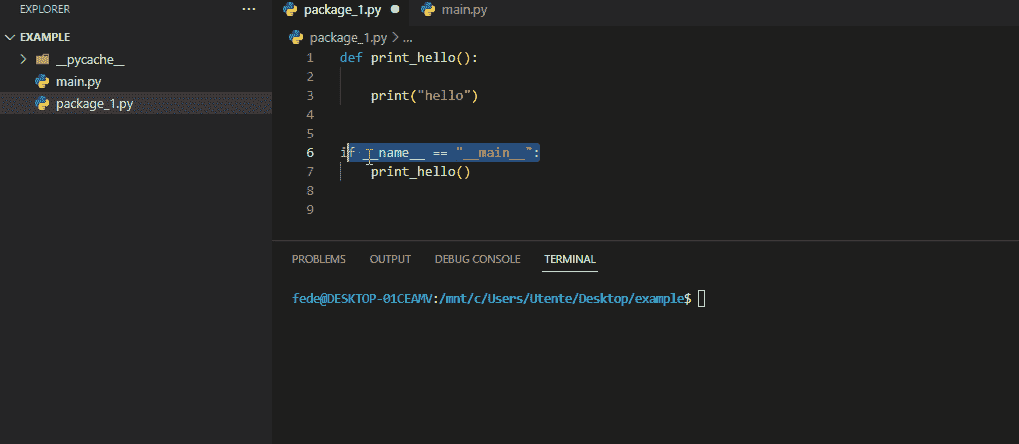 EXPLORER
...
EXAMPLE
__pycache__
main.py
package_1.py
package_1.py
main.py
package_1.py > ...
1 def print_hello():
2
3 print("hello")
4
5
6 if __name__ == "__main__":
7 print_hello()
8
9
PROBLEMS OUTPUT DEBUG CONSOLE TERMINAL
fede@DESKTOP-01CEAMV:/mnt/c/Users/Utente/Desktop/example$